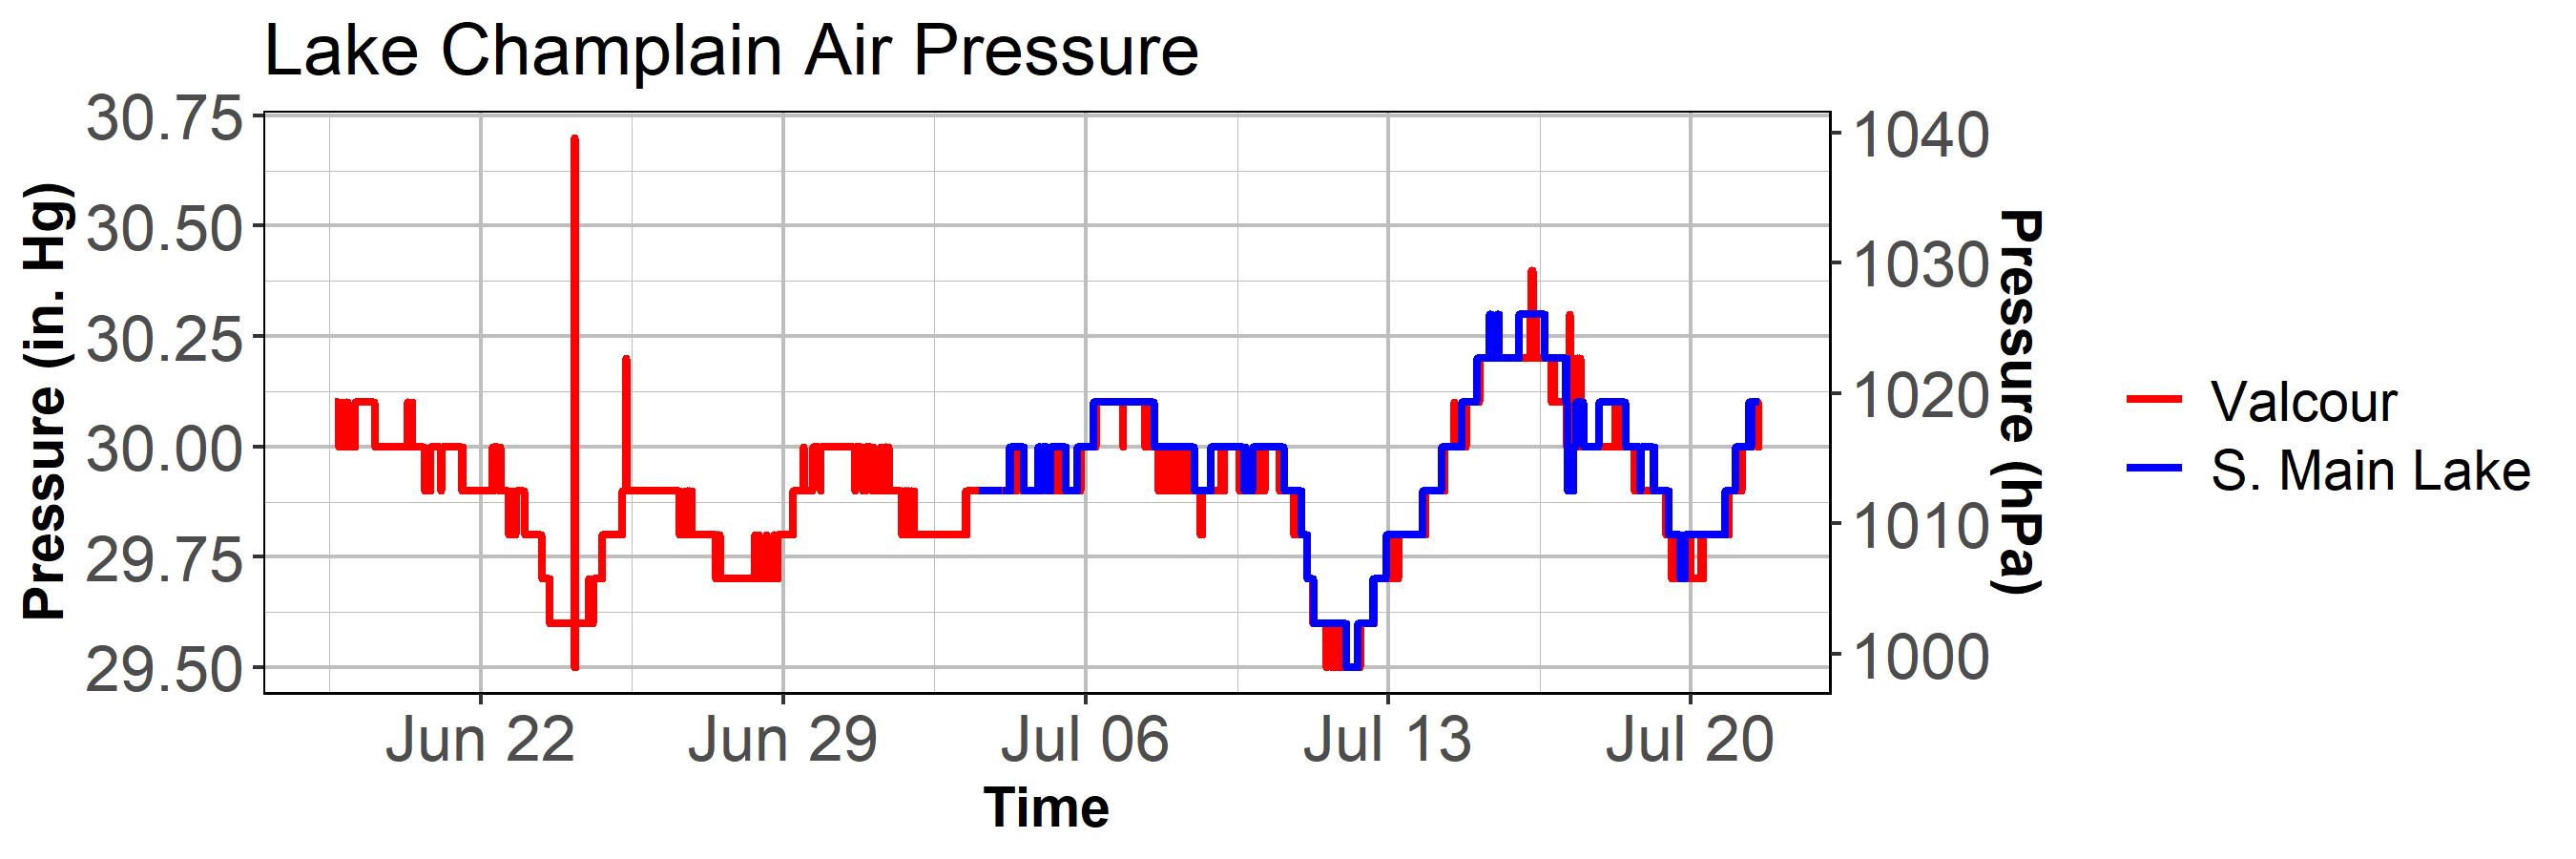 Lake Champlain Air Pressure
Pressure (in. Hg)
30.75
30.50
30.25
30.00
29.75
29.50
1040
1030
1020
1010
1000
Pressure (hPa)
Jun 22
Jun 29
Jul 06
Jul 13
Jul 20
Time
Valcour
S. Main Lake